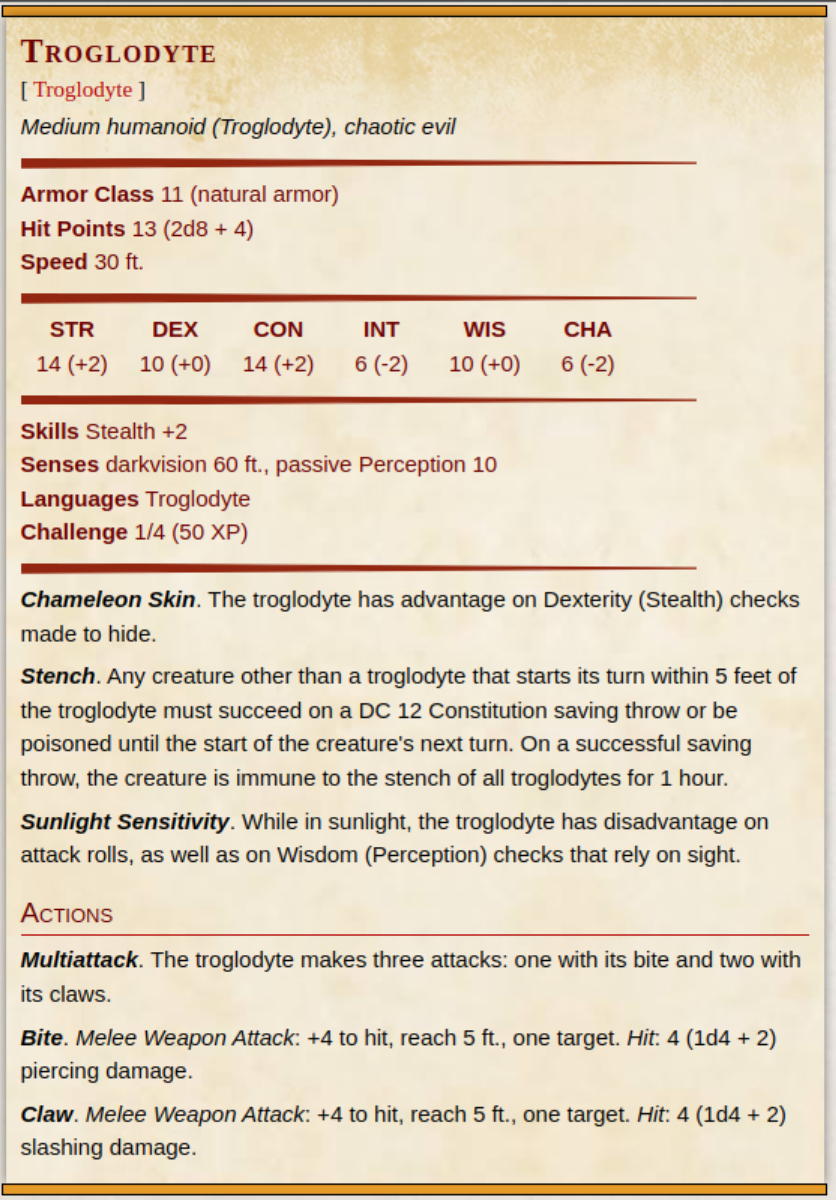 Troglodyte
[ Troglodyte ]
Medium humanoid (Troglodyte), chaotic evil
Armor Class 11 (natural armor)
Hit Points 13 (2d8 + 4)
Speed 30 ft.
STR DEX CON INT WIS CHA
14 (+2) 10 (+0) 14 (+2) 6 (-2) 10 (+0) 6 (-2)
Skills Stealth +2
Senses darkvision 60 ft., passive Perception 10
Languages Troglodyte
Challenge 1/4 (50 XP)
Chameleon Skin. The troglodyte has advantage on Dexterity (Stealth) checks
made to hide.
Stench. Any creature other than a troglodyte that starts its turn within 5 feet of
the troglodyte must succeed on a DC 12 Constitution saving throw or be
poisoned until the start of the creature's next turn. On a successful saving
throw, the creature is immune to the stench of all troglodytes for 1 hour.
Sunlight Sensitivity. While in sunlight, the troglodyte has disadvantage on
attack rolls, as well as on Wisdom (Perception) checks that rely on sight.
Actions
Multiattack. The troglodyte makes three attacks: one with its bite and two with
its claws.
Bite. Melee Weapon Attack: +4 to hit, reach 5 ft., one target. Hit: 4 (1d4 + 2)
piercing damage.
Claw. Melee Weapon Attack: +4 to hit, reach 5 ft., one target. Hit: 4 (1d4 + 2)
slashing damage.